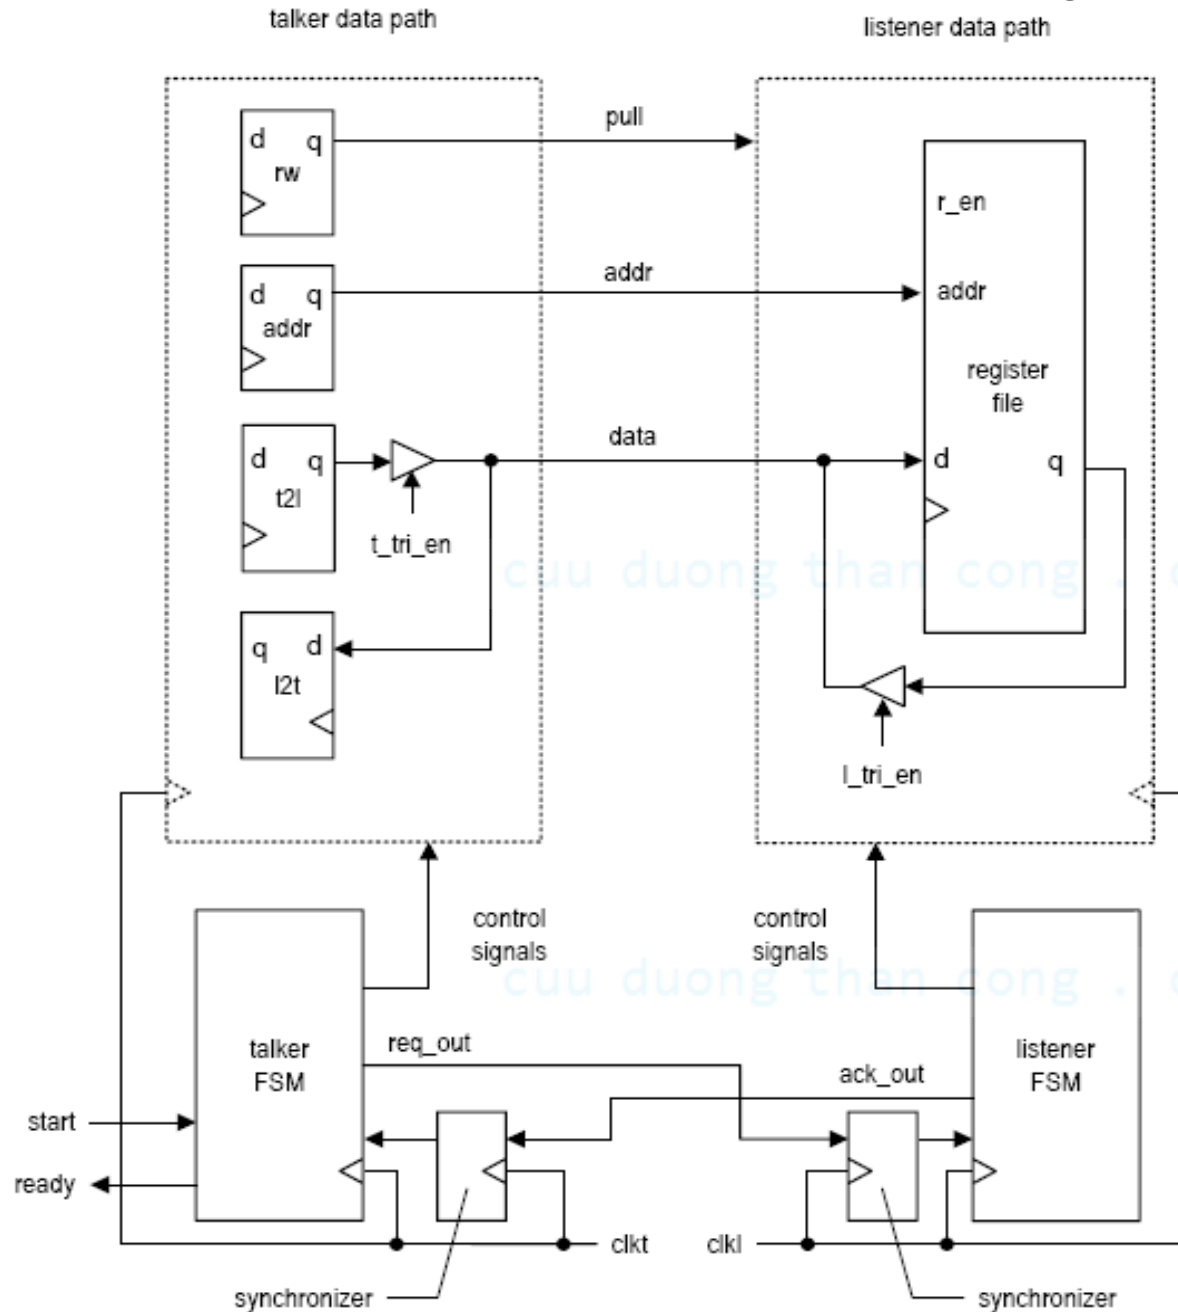 talker data path
listener data path
d q
rw
pull
r_en
d q
addr
addr
addr
register
file
d q
t2l
data
d q
t_tri_en
cuu duong than cong . c
q d
l2t
l_tri_en
control
signals
control
signals
cuu duong than cong . c
talker
FSM
req_out
ack_out
listener
FSM
start
ready
clkt
clkl
synchronizer
synchronizer